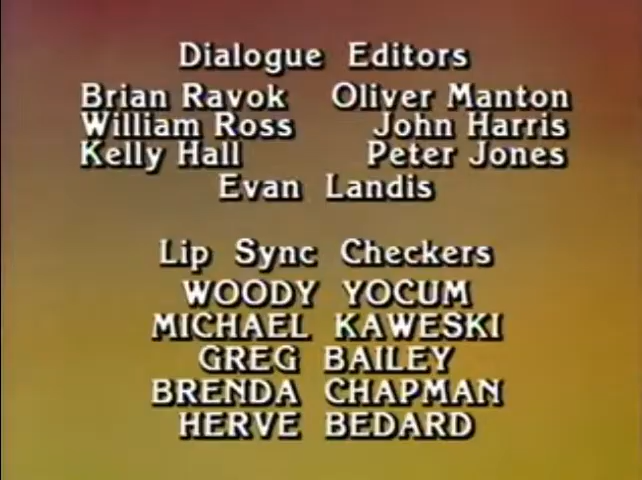 Dialogue Editors
Brian Ravok Oliver Manton
William Ross John Harris
Kelly Hall Peter Jones
Evan Landis
Lip Sync Checkers
WOODY YOCUM
MICHAEL KAWESKI
GREG BAILEY
BRENDA CHAPMAN
HERVE BEDARD